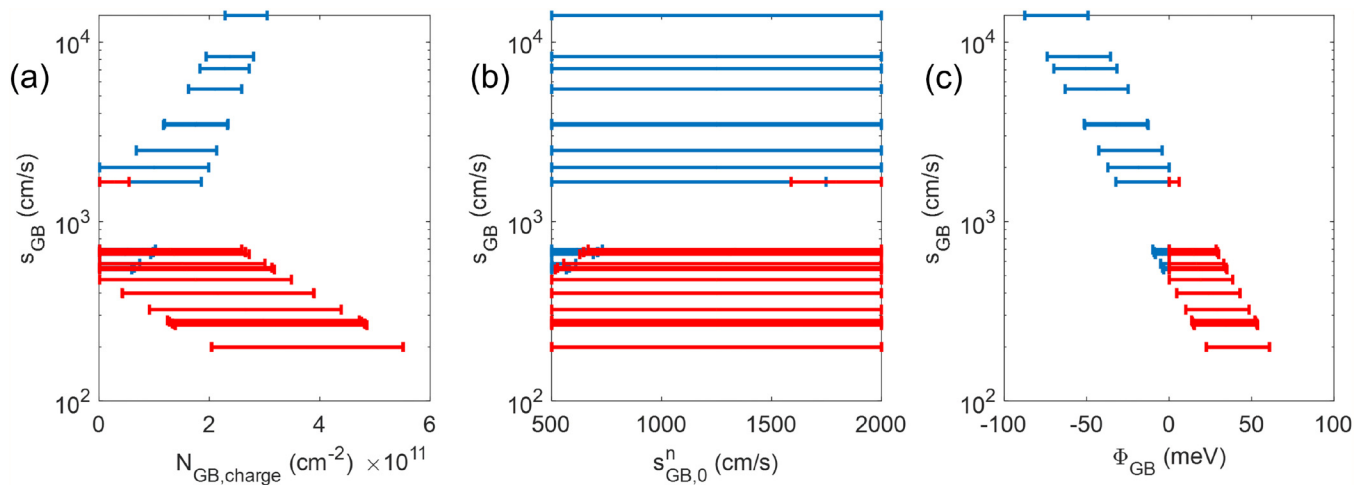 (a)
10^4
10^3
10^2
s_GB (cm/s)
0 2 4 6
N_GB,charge (cm^-2) ×10^11
(b)
10^4
10^3
10^2
s_GB (cm/s)
500 1000 1500 2000
s^n_GB,0 (cm/s)
(c)
10^4
10^3
10^2
s_GB (cm/s)
-100 -50 0 50 100
Φ_GB (meV)